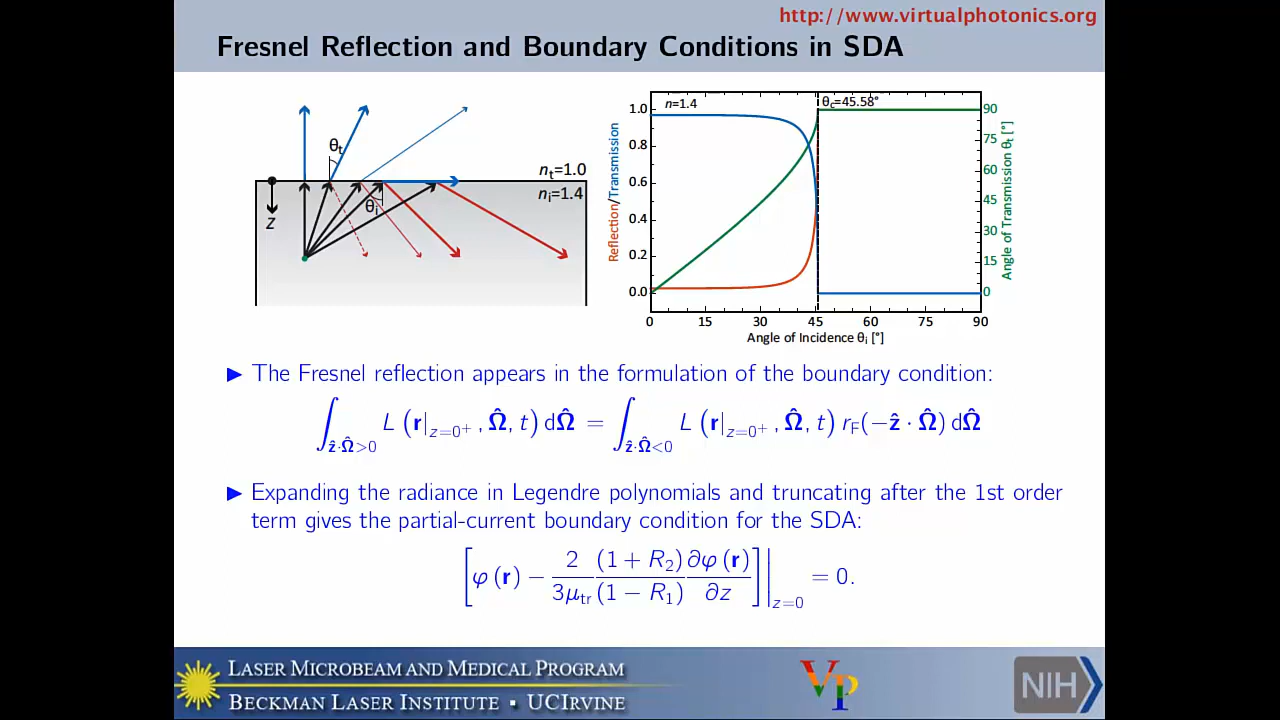 http://www.virtualphotonics.org
Fresnel Reflection and Boundary Conditions in SDA
θt
nt=1.0
ni=1.4
θi
z
n=1.4
θc=45.58°
1.0
0.8
0.6
0.4
0.2
0.0
Reflection/Transmission
90
75
60
45
30
15
0
Angle of Transmission θt [°]
0 15 30 45 60 75 90
Angle of Incidence θi [°]
▶ The Fresnel reflection appears in the formulation of the boundary condition:
∫_{ẑ·Ω̂>0} L (r|_{z=0⁺}, Ω̂, t) dΩ̂ = ∫_{ẑ·Ω̂<0} L (r|_{z=0⁺}, Ω̂, t) r_F(−ẑ · Ω̂) dΩ̂
▶ Expanding the radiance in Legendre polynomials and truncating after the 1st order
term gives the partial-current boundary condition for the SDA:
[φ (r) − 2/(3μ_tr) (1 + R₂)/(1 − R₁) ∂φ (r)/∂z]|_{z=0} = 0.
LASER MICROBEAM AND MEDICAL PROGRAM
BECKMAN LASER INSTITUTE ▪ UCIRVINE
VP
NIH